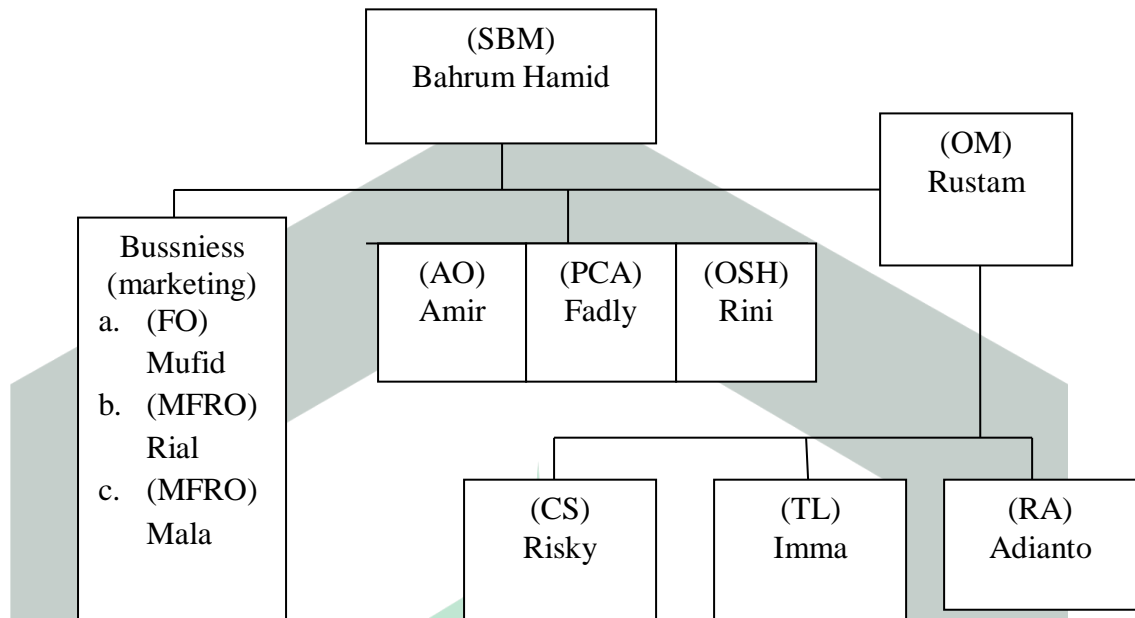 (SBM)
Bahrum Hamid
(OM)
Rustam
Bussniess
(marketing)
a. (FO)
Mufid
b. (MFRO)
Rial
c. (MFRO)
Mala
(AO)
Amir
(PCA)
Fadly
(OSH)
Rini
(CS)
Risky
(TL)
Imma
(RA)
Adianto